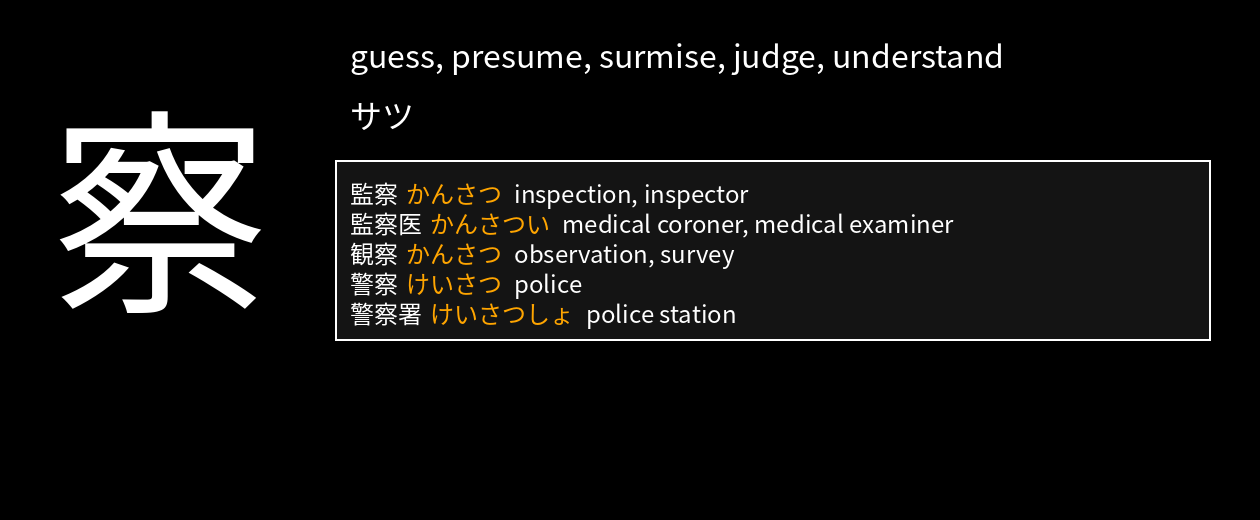 察
guess, presume, surmise, judge, understand
サツ
監察 かんさつ inspection, inspector
監察医 かんさつい medical coroner, medical examiner
観察 かんさつ observation, survey
警察 けいさつ police
警察署 けいさつしょ police station